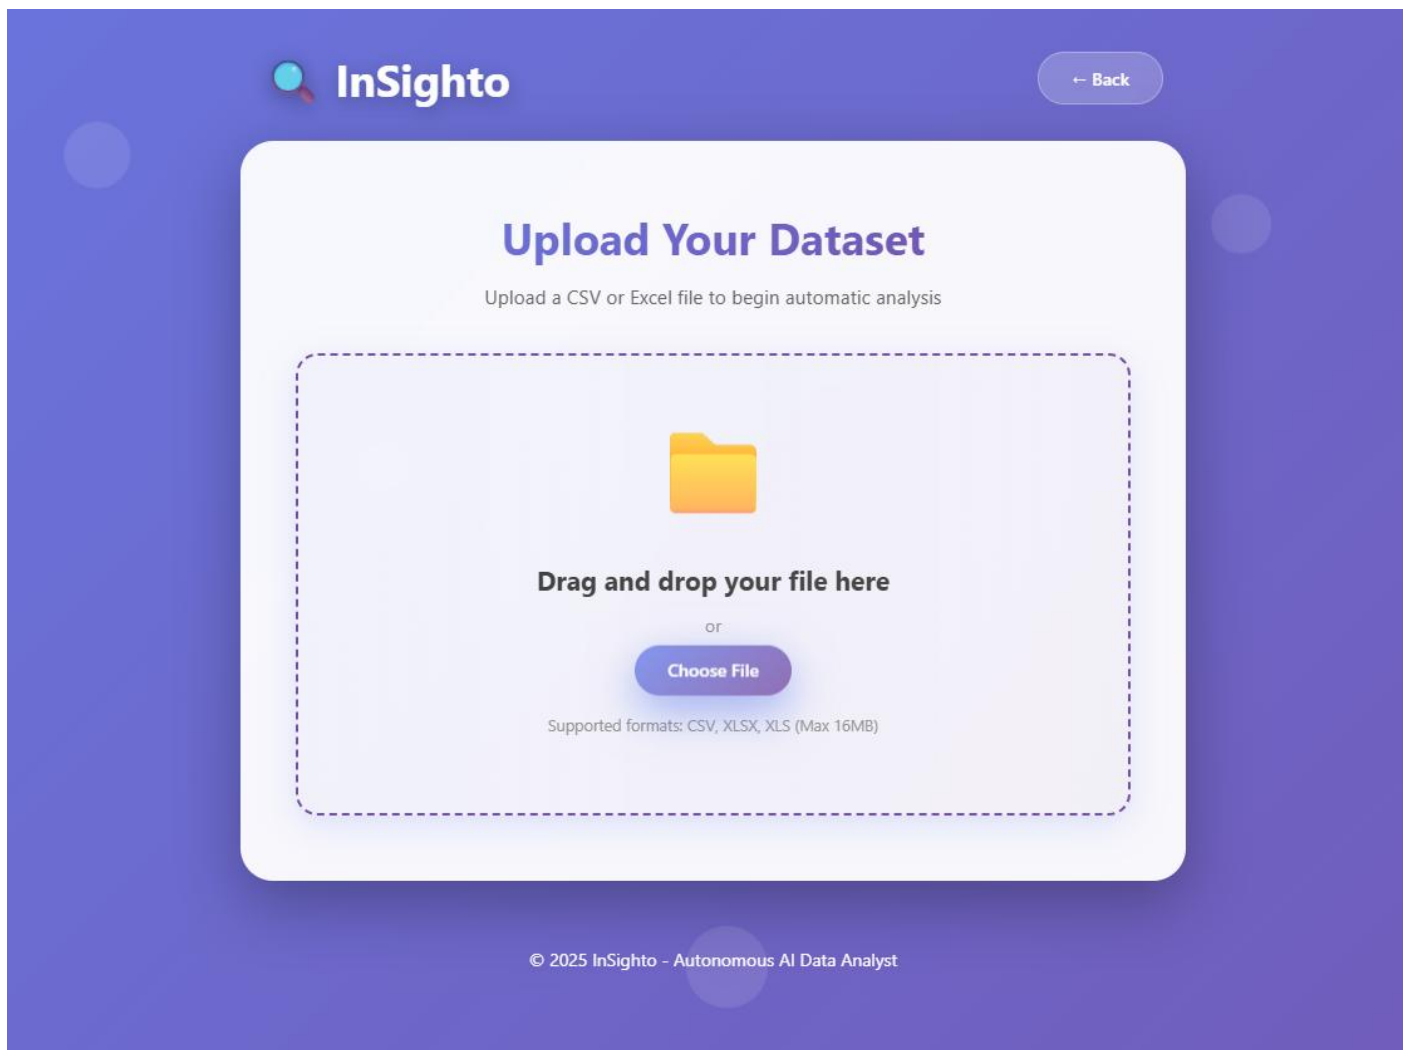 InSighto
← Back
Upload Your Dataset
Upload a CSV or Excel file to begin automatic analysis
Drag and drop your file here
or
Choose File
Supported formats: CSV, XLSX, XLS (Max 16MB)
© 2025 InSighto - Autonomous AI Data Analyst